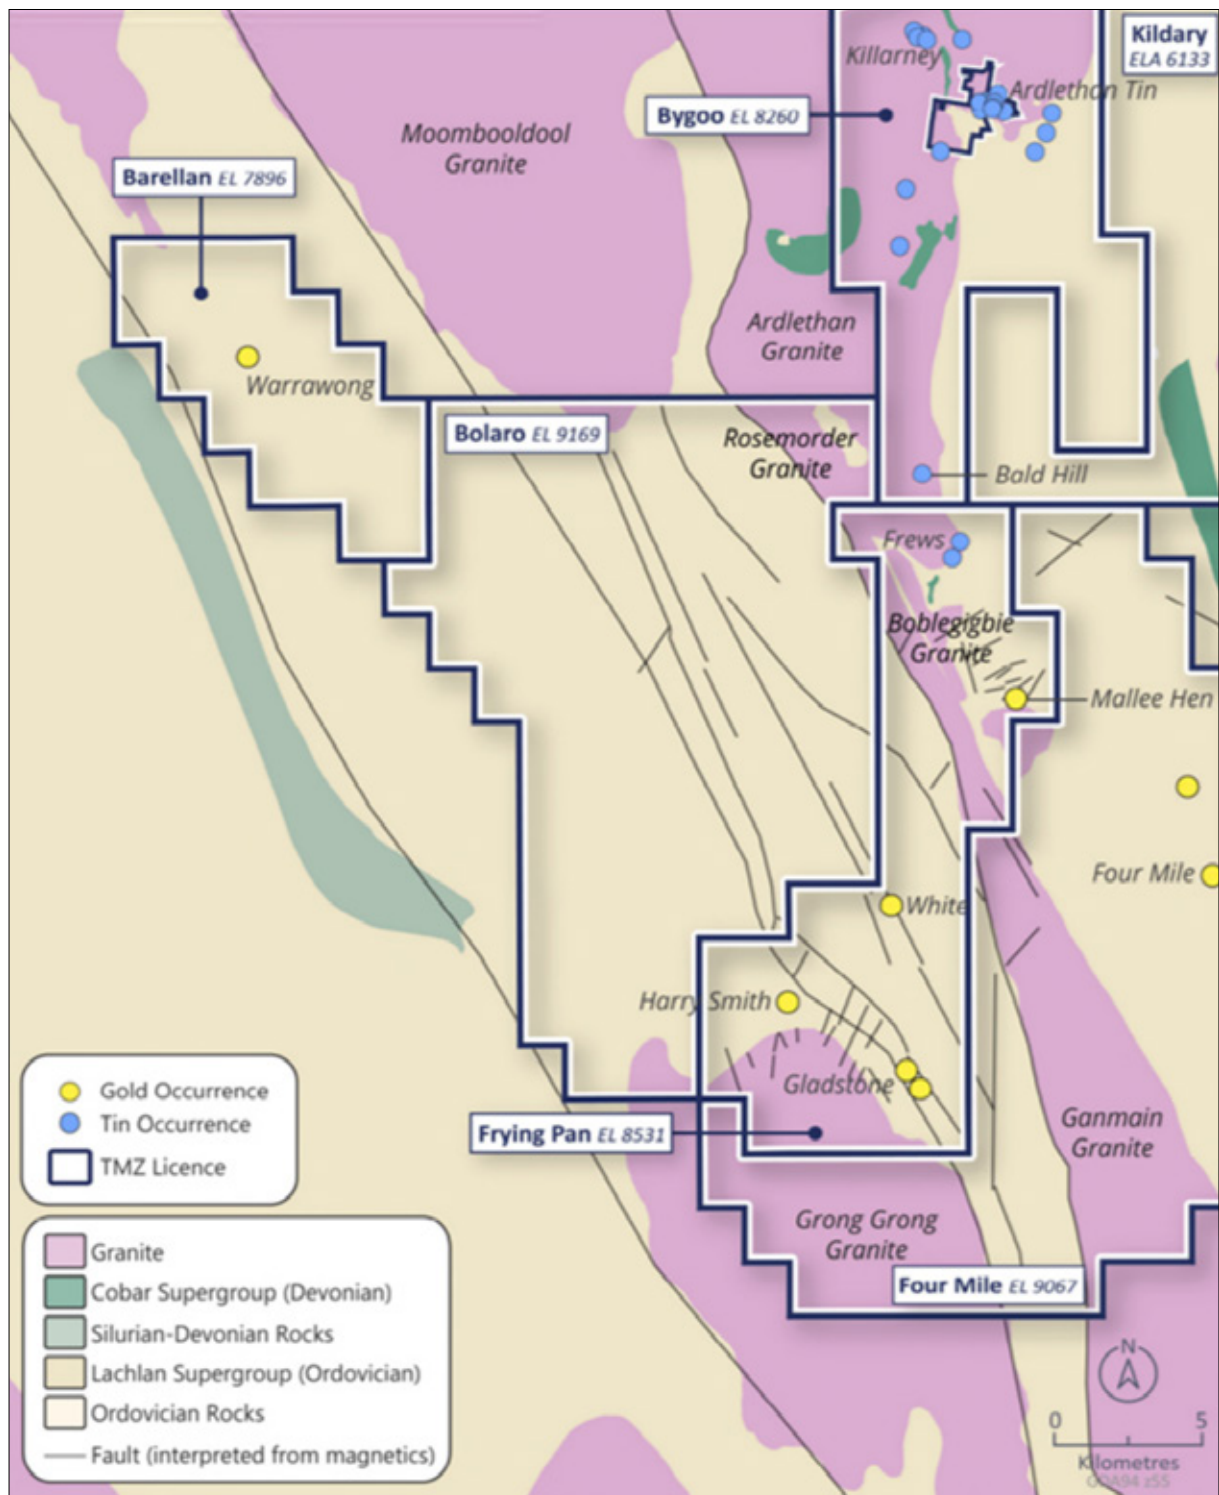 Kildary
ELA 6133
Killarney
Ardlethan Tin
Bygoo EL 8260
Moombooldool
Granite
Barellan EL 7896
Ardlethan
Granite
Warrawong
Bolaro EL 9169
Rosemorder
Granite
Bald Hill
Frews
Boblegigbie
Granite
Mallee Hen
Four Mile
White
Harry Smith
Gladstone
Frying Pan EL 8531
Ganmain
Granite
Grong Grong
Granite
Four Mile EL 9067
Gold Occurrence
Tin Occurrence
TMZ Licence
Granite
Cobar Supergroup (Devonian)
Silurian-Devonian Rocks
Lachlan Supergroup (Ordovician)
Ordovician Rocks
Fault (interpreted from magnetics)
N
0 5
Kilometres
GDA94 z55